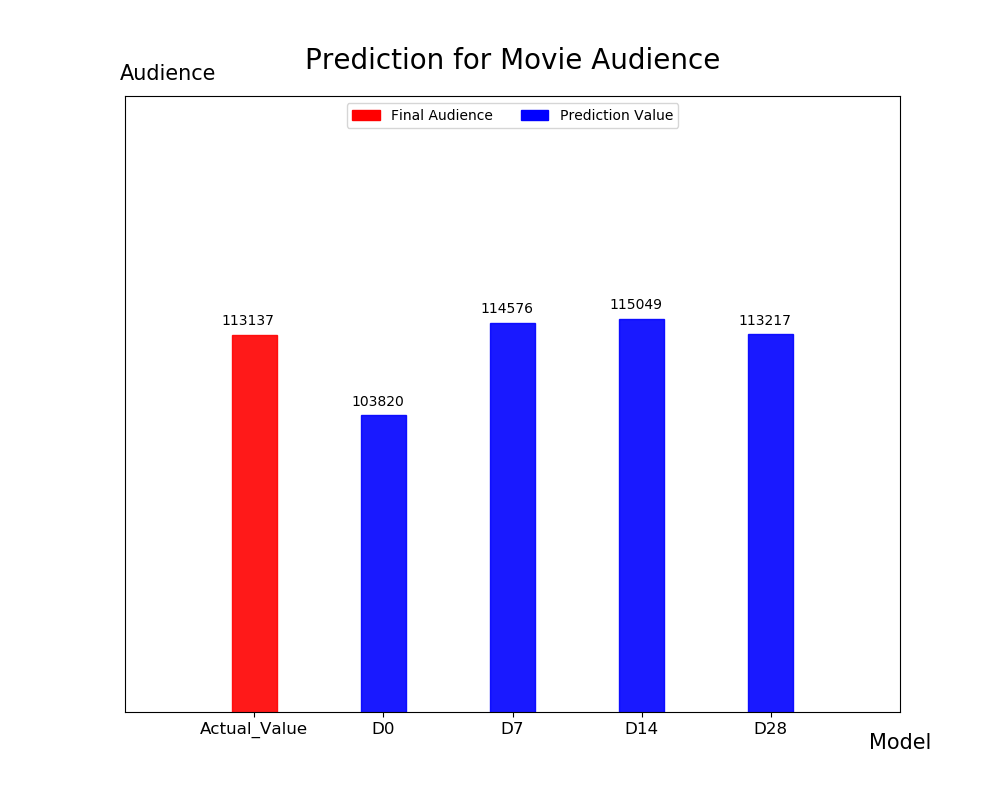 Prediction for Movie Audience
Audience
Final Audience Prediction Value
115049
114576
113137 113217
103820
Actual_Value D0 D7 D14 D28
Model